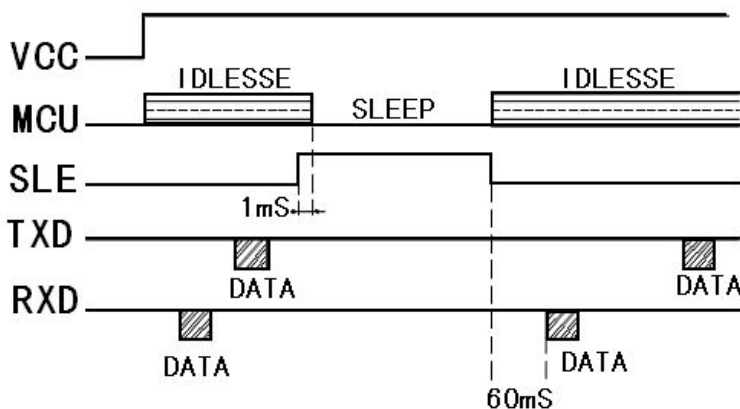 VCC
IDLESSE IDLESSE
MCU SLEEP
SLE
1mS
TXD
DATA DATA
RXD
DATA DATA
60mS